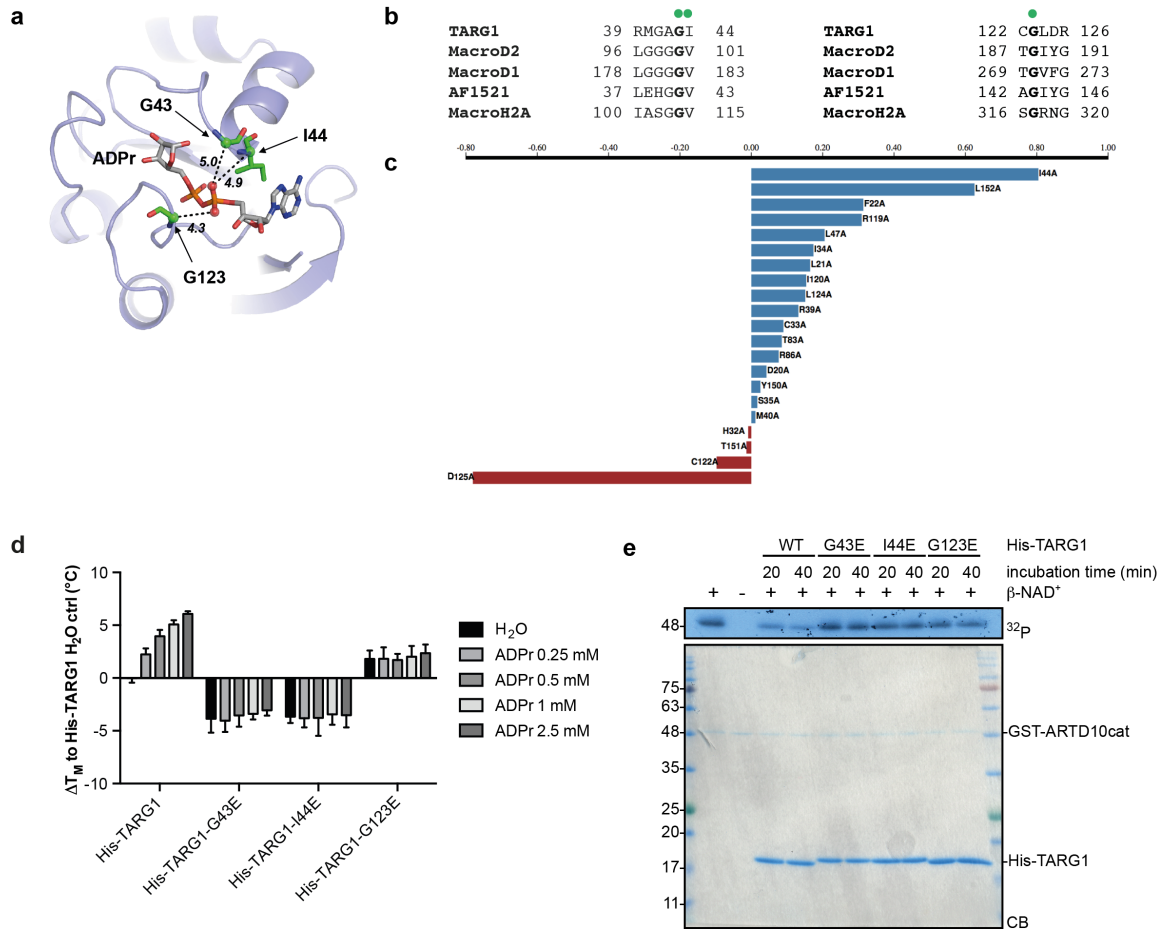 a
G43
I44
ADPr
5.0
4.9
4.3
G123
b
TARG1 39 RMGAGI 44
MacroD2 96 LGGGGV 101
MacroD1 178 LGGGGV 183
AF1521 37 LEHGGV 43
MacroH2A 100 IASGGV 115
TARG1 122 CGLDR 126
MacroD2 187 TGIYG 191
MacroD1 269 TGVFG 273
AF1521 142 AGIYG 146
MacroH2A 316 SGRNG 320
c
-0.80 -0.60 -0.40 -0.20 0.00 0.20 0.40 0.60 0.80 1.00
I44A
L152A
F22A
R119A
L47A
I34A
L21A
I120A
L124A
R39A
C33A
T83A
R86A
D20A
Y150A
S35A
M40A
H32A
T151A
C122A
D125A
d
ΔTM to His-TARG1 H2O ctrl (°C)
10
5
0
-5
-10
His-TARG1
His-TARG1-G43E
His-TARG1-I44E
His-TARG1-G123E
H2O
ADPr 0.25 mM
ADPr 0.5 mM
ADPr 1 mM
ADPr 2.5 mM
e
WT G43E I44E G123E His-TARG1
20 40 20 40 20 40 20 40 incubation time (min)
+ - + + + + + + + + β-NAD+
48
32P
75
63
48
GST-ARTD10cat
35
25
20
17
His-TARG1
11
CB